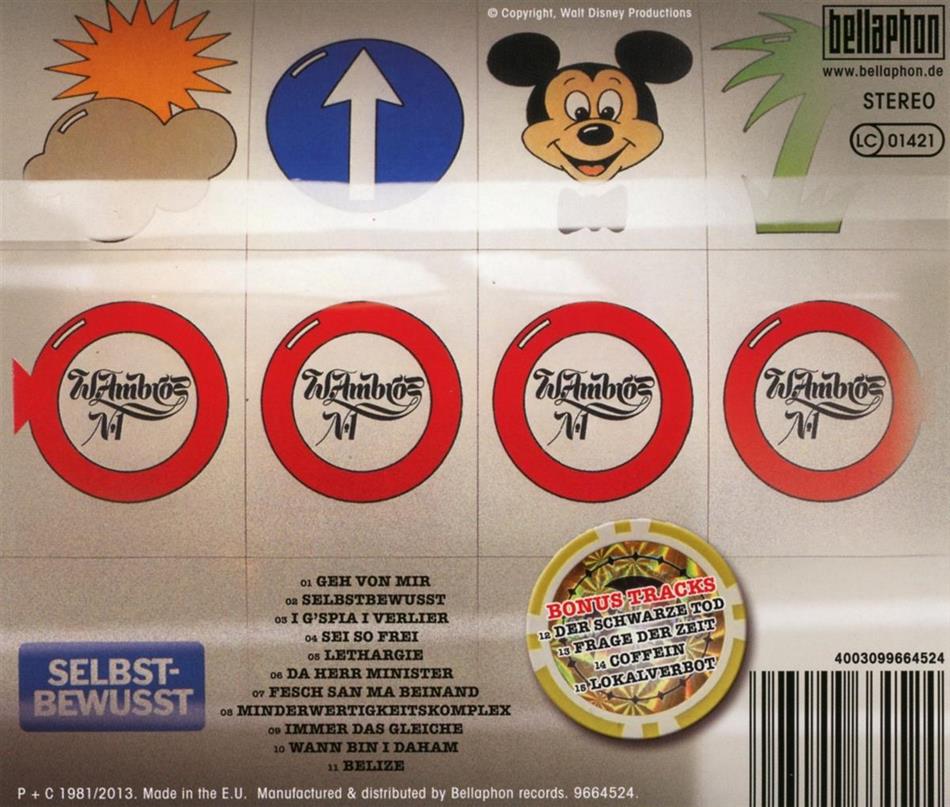 © Copyright, Walt Disney Productions
bellaphon
www.bellaphon.de
STEREO
LC 01421
W. Ambros
No 1
W. Ambros
No 1
W. Ambros
No 1
W. Ambros
No 1
01 GEH VON MIR
02 SELBSTBEWUSST
03 I G'SPIA I VERLIER
04 SEI SO FREI
05 LETHARGIE
06 DA HERR MINISTER
07 FESCH SAN MA BEINAND
08 MINDERWERTIGKEITSKOMPLEX
09 IMMER DAS GLEICHE
10 WANN BIN I DAHAM
11 BELIZE
BONUS TRACKS
12 DER SCHWARZE TOD
13 FRAGE DER ZEIT
14 COFFEIN
15 LOKALVERBOT
SELBST-
BEWUSST
4003099664524
P + C 1981/2013. Made in the E.U. Manufactured & distributed by Bellaphon records. 9664524.